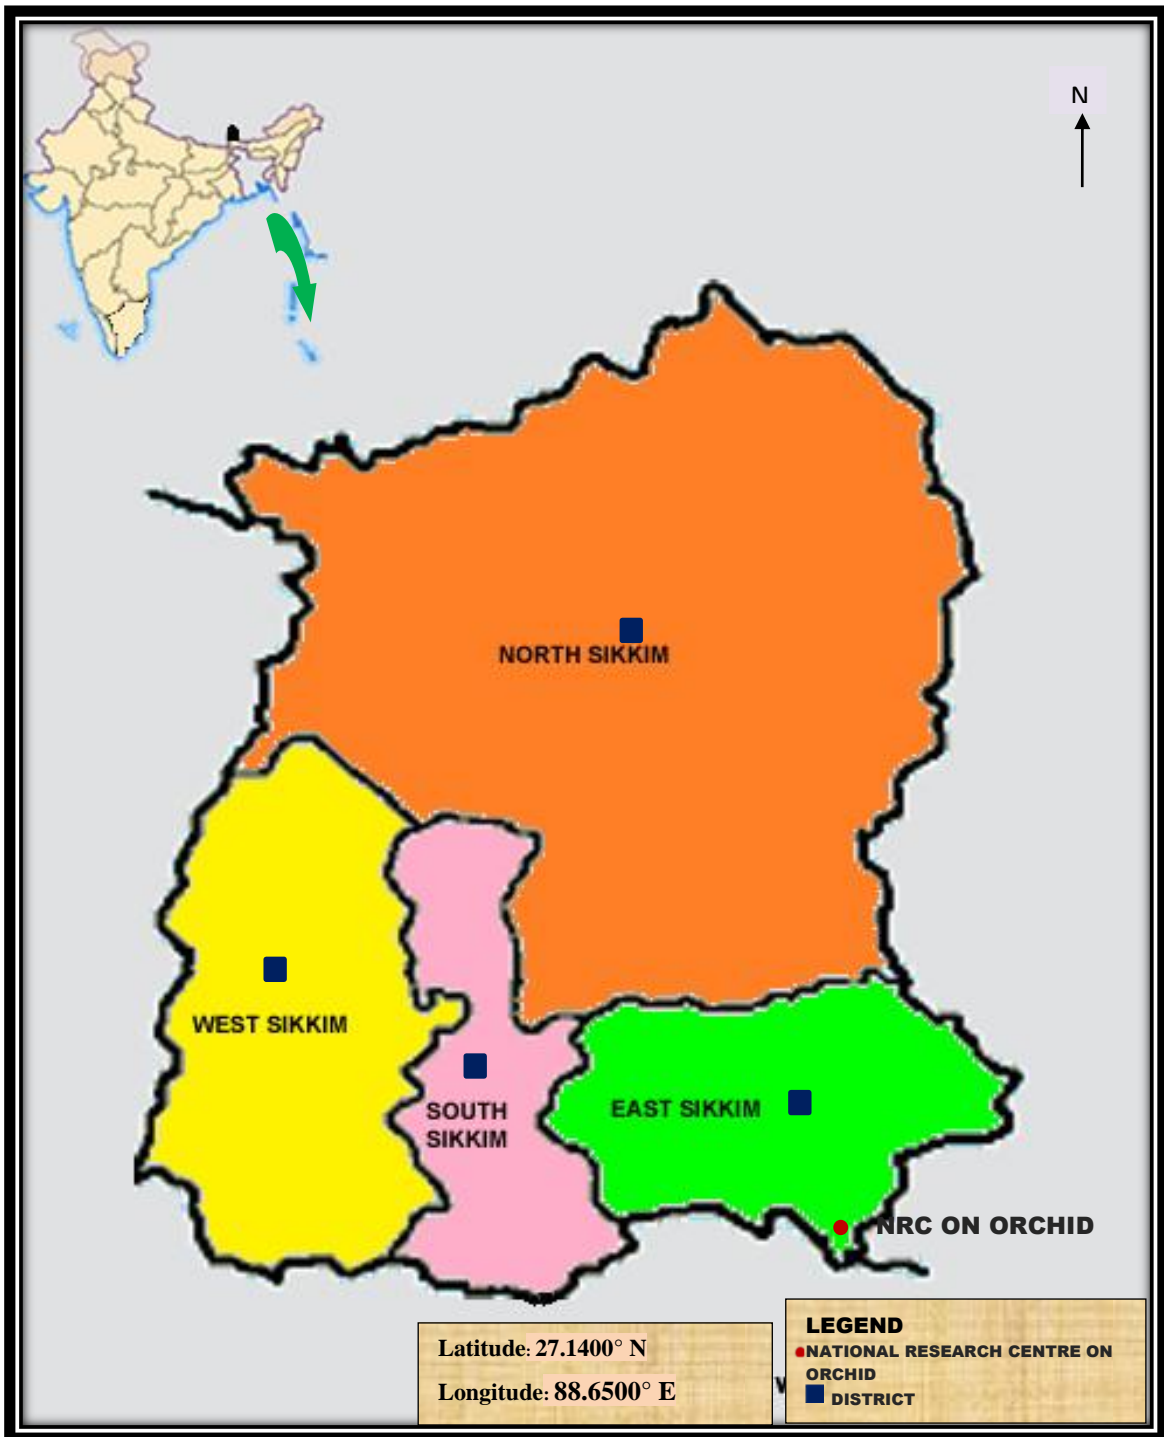 N
NORTH SIKKIM
WEST SIKKIM
SOUTH
SIKKIM
EAST SIKKIM
NRC ON ORCHID
Latitude: 27.1400° N
Longitude: 88.6500° E
LEGEND
NATIONAL RESEARCH CENTRE ON
ORCHID
DISTRICT